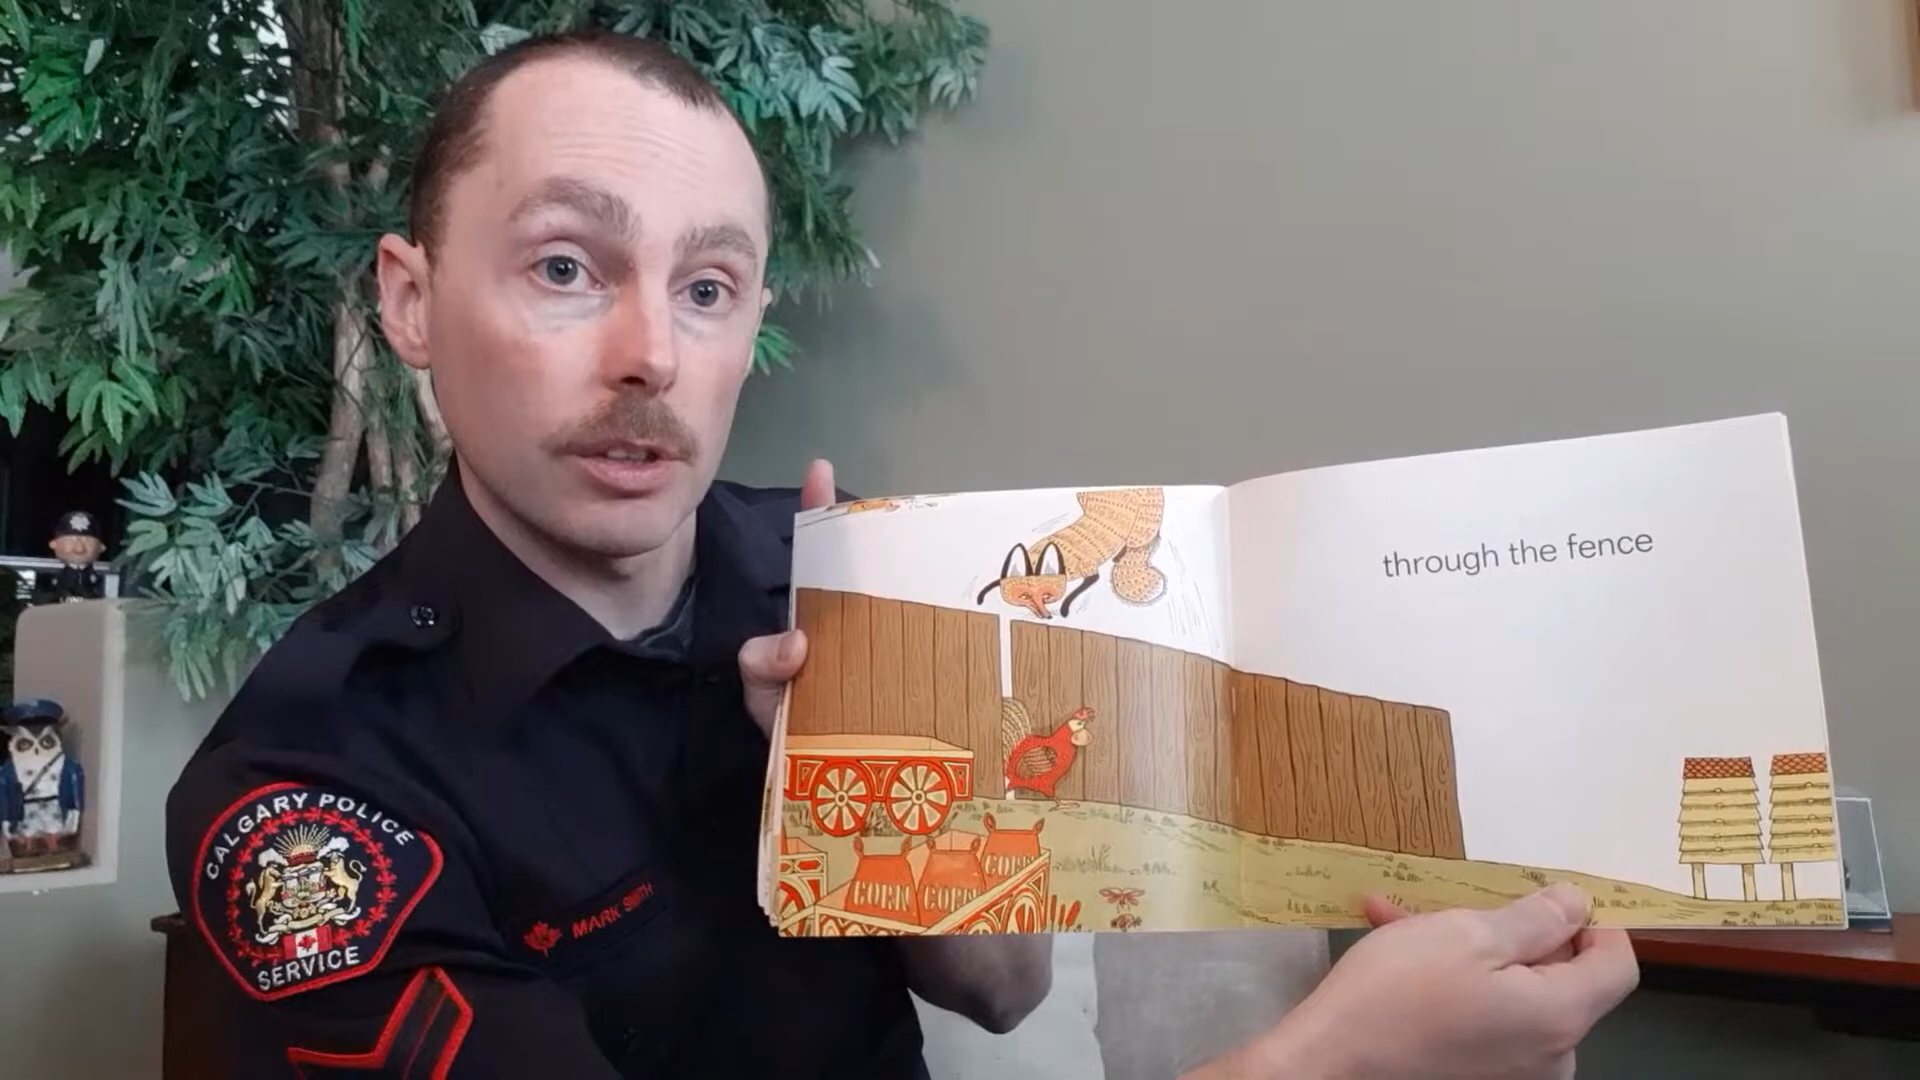 through the fence
CORN
CORN
CORN
CALGARY POLICE
SERVICE
MARK SMITH